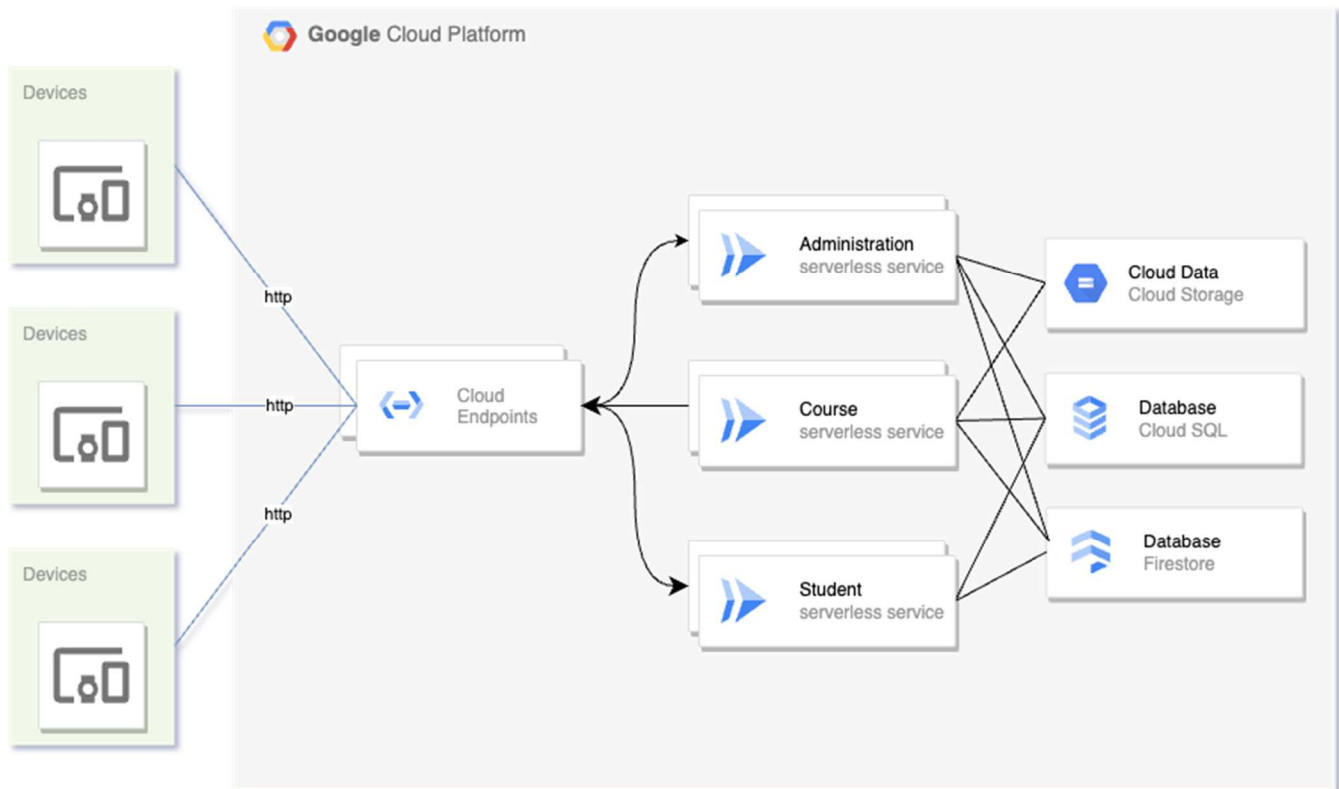 Google Cloud Platform
Devices
http
Devices
http
Devices
http
Cloud
Endpoints
Administration
serverless service
Course
serverless service
Student
serverless service
Cloud Data
Cloud Storage
Database
Cloud SQL
Database
Firestore